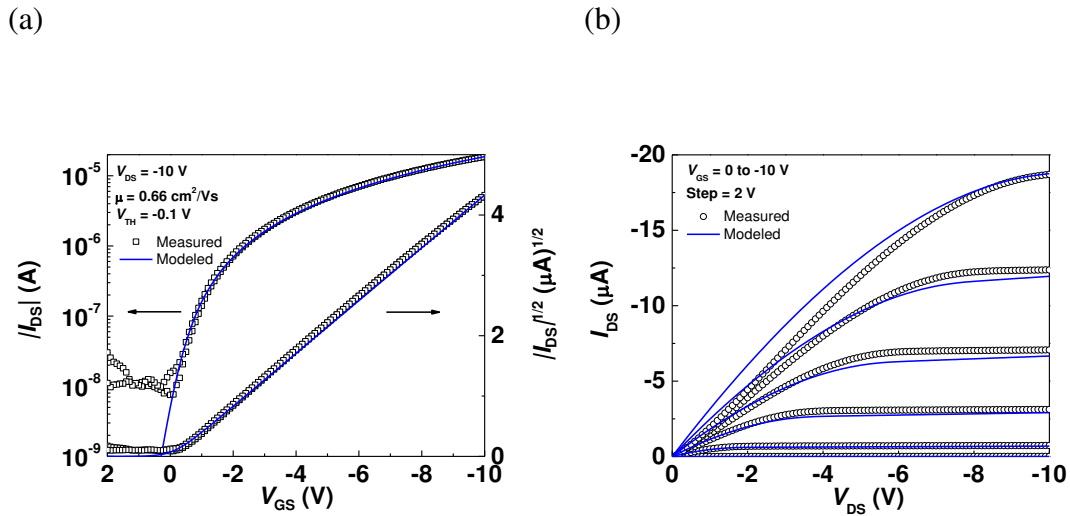 (a)
(b)
V_DS = -10 V
μ = 0.66 cm²/Vs
V_TH = -0.1 V
Measured
Modeled
10⁻⁵
10⁻⁶
10⁻⁷
10⁻⁸
10⁻⁹
|I_DS| (A)
4
2
0
|I_DS|^1/2 (μA)^1/2
2 0 -2 -4 -6 -8 -10
V_GS (V)
V_GS = 0 to -10 V
Step = 2 V
Measured
Modeled
-20
-15
-10
-5
0
I_DS (μA)
0 -2 -4 -6 -8 -10
V_DS (V)